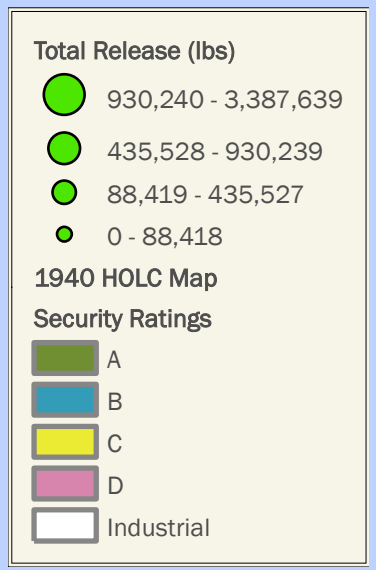 Total Release (lbs)
930,240 - 3,387,639
435,528 - 930,239
88,419 - 435,527
0 - 88,418
1940 HOLC Map
Security Ratings
A
B
C
D
Industrial